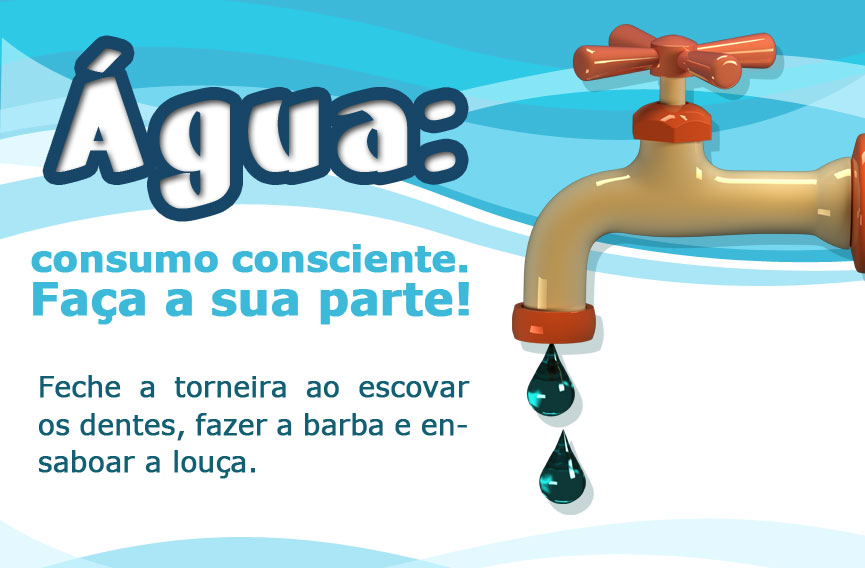 Água:
consumo consciente.
Faça a sua parte!
Feche a torneira ao escovar
os dentes, fazer a barba e en-
saboar a louça.